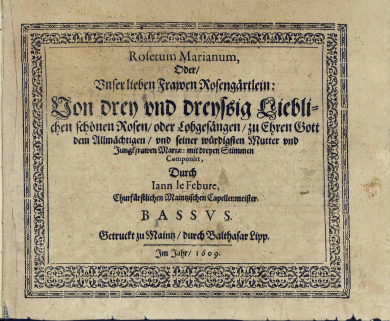 Rosetum Marianum,
Oder/
Vnser lieben Frawen Rosengärtlein:
Von drey vnd dreyssig Liebli-
chen schönen Rosen/ oder Lobgesängen/ zu Ehren Gott
dem Allmächtigen/ vnd seiner würdigsten Mutter vnd
Jungkfrawen Mariæ: mit dreyen Stimmen
Componirt,
Durch
Iann le Febure,
Churfürstlichen Maintzischen Capellenmeister.
BASSVS.
Getruckt zu Maintz/ durch Balthasar Lipp.
Im Jahr/ 1609.